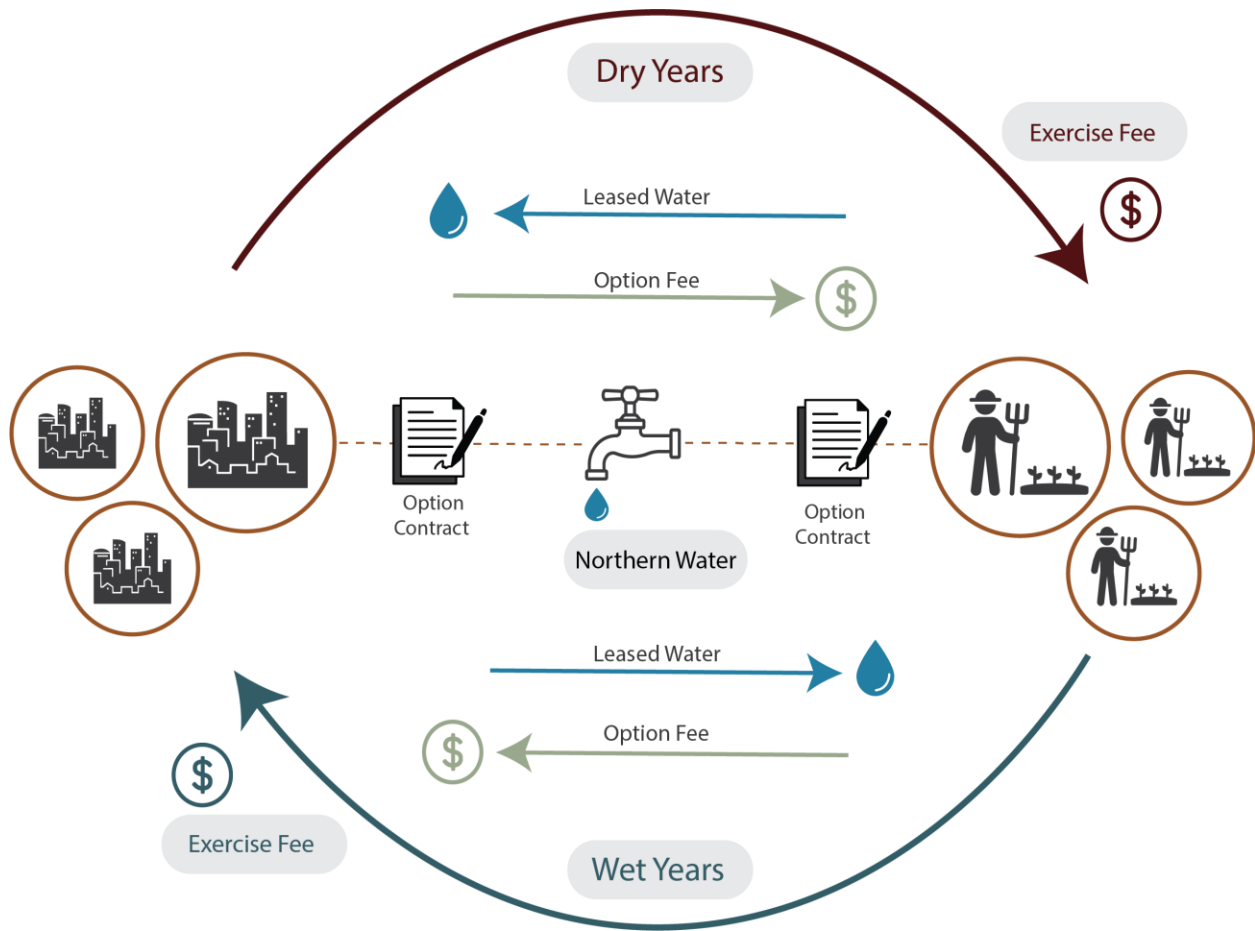 Dry Years
Exercise Fee
$
Leased Water
Option Fee
$
Option
Contract
Option
Contract
Northern Water
Leased Water
Option Fee
$
$
Exercise Fee
Wet Years